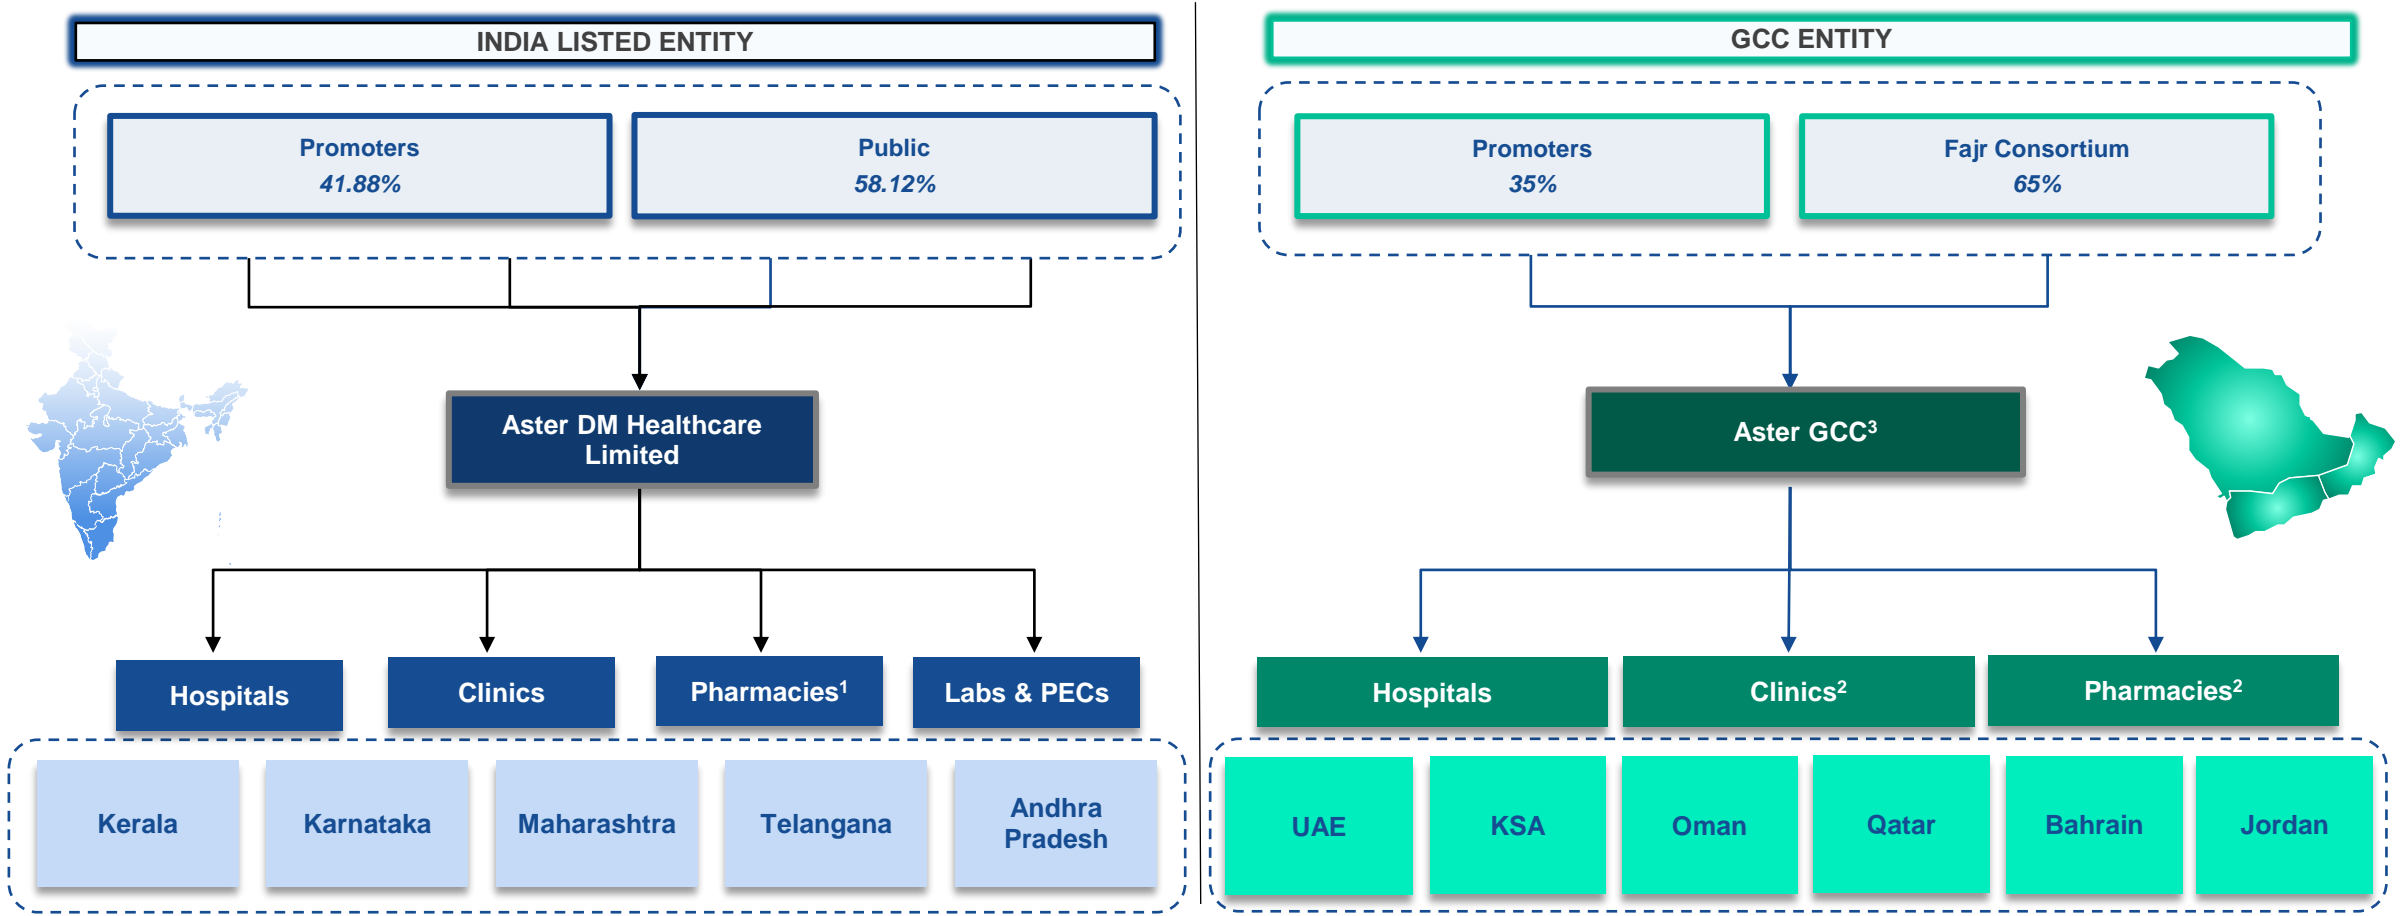 INDIA LISTED ENTITY
Promoters
41.88%
Public
58.12%
Aster DM Healthcare
Limited
Hospitals
Clinics
Pharmacies¹
Labs & PECs
Kerala
Karnataka
Maharashtra
Telangana
Andhra
Pradesh
GCC ENTITY
Promoters
35%
Fajr Consortium
65%
Aster GCC³
Hospitals
Clinics²
Pharmacies²
UAE
KSA
Oman
Qatar
Bahrain
Jordan